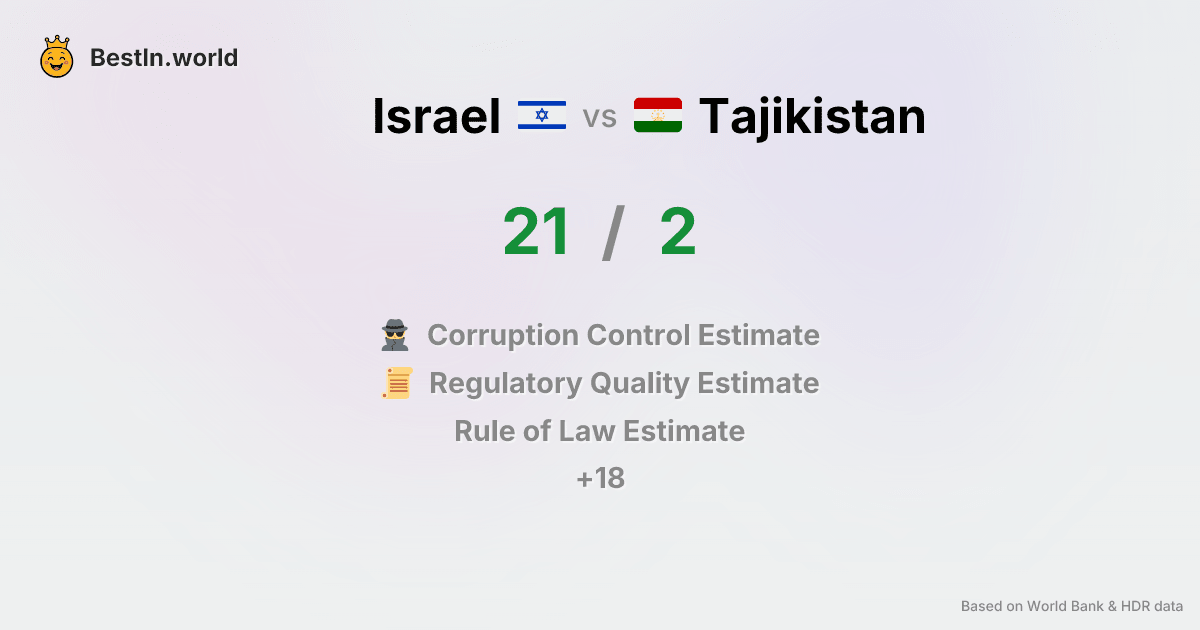 BestIn.world
Israel vs Tajikistan
21 / 2
Corruption Control Estimate
Regulatory Quality Estimate
Rule of Law Estimate
+18
Based on World Bank & HDR data